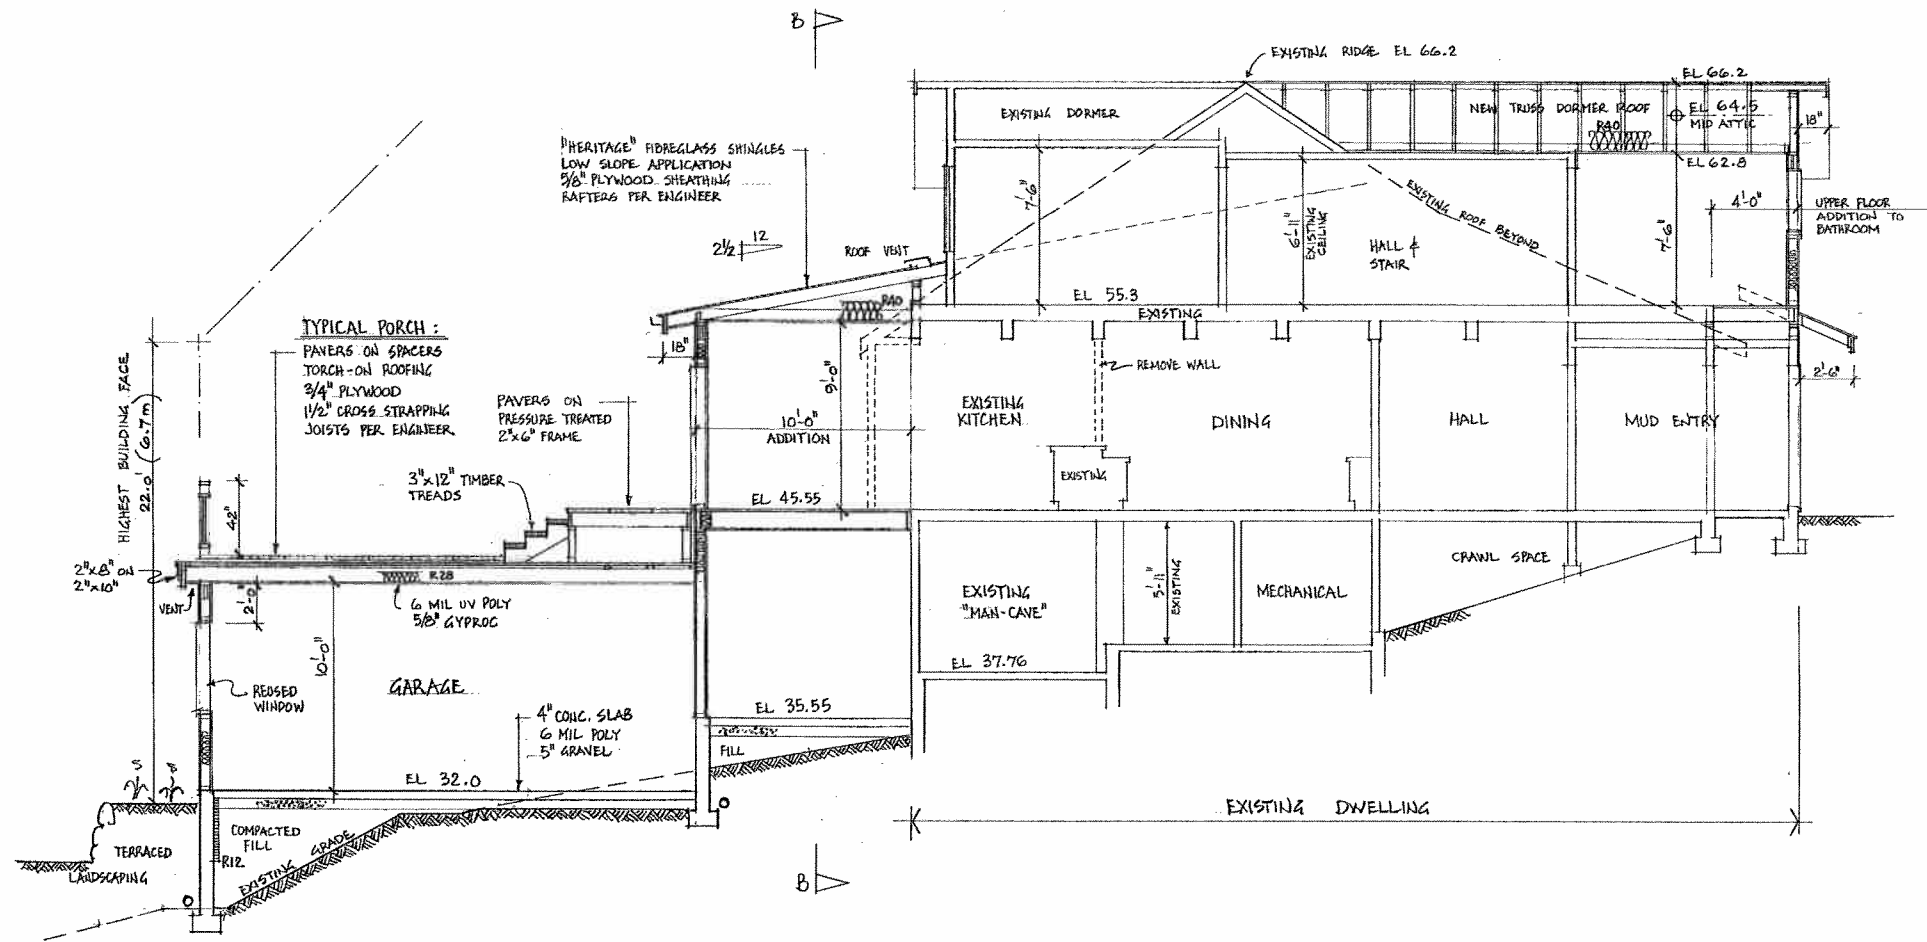 B
EXISTING RIDGE EL 66.2
EL 66.2
EXISTING DORMER
NEW TRUSS DORMER ROOF
R40
EL 64.5
MID ATTIC
18"
EL 62.8
"HERITAGE" FIBREGLASS SHINGLES
LOW SLOPE APPLICATION
5/8" PLYWOOD SHEATHING
RAFTERS PER ENGINEER
7'-6"
6'-11"
EXISTING
CEILING
EXISTING ROOF BEYOND
HALL &
STAIR
7'-6"
4'-0"
UPPER FLOOR
ADDITION TO
BATHROOM
12
2½
ROOF VENT
R40
EL 55.3
EXISTING
TYPICAL PORCH :
PAVERS ON SPACERS
TORCH-ON ROOFING
3/4" PLYWOOD
1 1/2" CROSS STRAPPING
JOISTS PER ENGINEER
18"
9'-0"
REMOVE WALL
2'-6"
HIGHEST BUILDING FACE
22.0' (6.7m)
PAVERS ON
PRESSURE TREATED
2"x6" FRAME
10'-0"
ADDITION
EXISTING
KITCHEN
DINING
HALL
MUD ENTRY
3"x12" TIMBER
TREADS
EXISTING
42"
EL 45.55
2"x8" ON
2"x10"
VENT
2'-0"
R28
6 MIL UV POLY
5/8" GYPROC
EXISTING
"MAN-CAVE"
5'-11"
EXISTING
MECHANICAL
CRAWL SPACE
10'-0"
REUSED
WINDOW
GARAGE
EL 37.76
4" CONC. SLAB
6 MIL POLY
5" GRAVEL
EL 35.55
FILL
EL 32.0
COMPACTED
FILL
R12
EXISTING GRADE
TERRACED
LANDSCAPING
EXISTING DWELLING
B